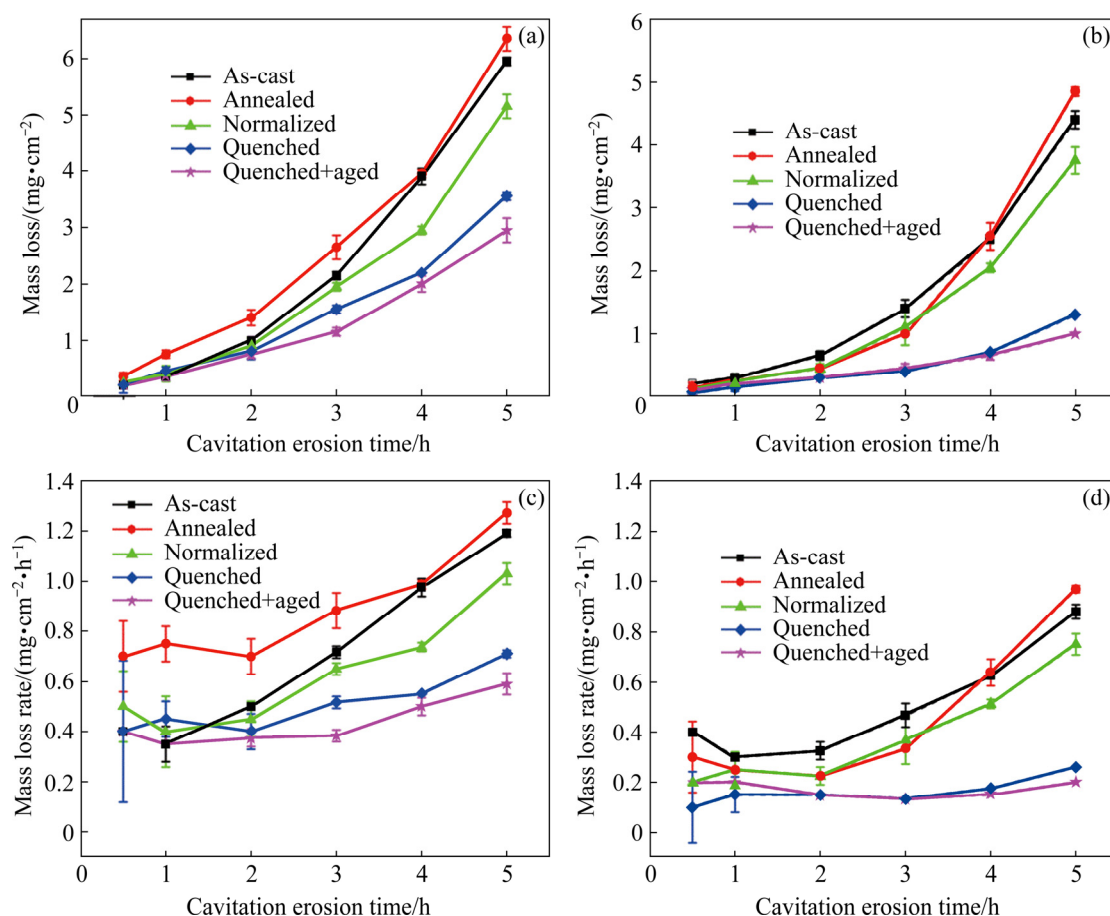 (a)
As-cast
Annealed
Normalized
Quenched
Quenched+aged
Mass loss/(mg•cm⁻²)
6
5
4
3
2
1
0
1 2 3 4 5
Cavitation erosion time/h
(b)
As-cast
Annealed
Normalized
Quenched
Quenched+aged
Mass loss/(mg•cm⁻²)
6
5
4
3
2
1
0
0 1 2 3 4 5
Cavitation erosion time/h
(c)
As-cast
Annealed
Normalized
Quenched
Quenched+aged
Mass loss rate/(mg•cm⁻²•h⁻¹)
1.4
1.2
1.0
0.8
0.6
0.4
0.2
0
0 1 2 3 4 5
Cavitation erosion time/h
(d)
As-cast
Annealed
Normalized
Quenched
Quenched+aged
Mass loss rate/(mg•cm⁻²•h⁻¹)
1.4
1.2
1.0
0.8
0.6
0.4
0.2
0
0 1 2 3 4 5
Cavitation erosion time/h